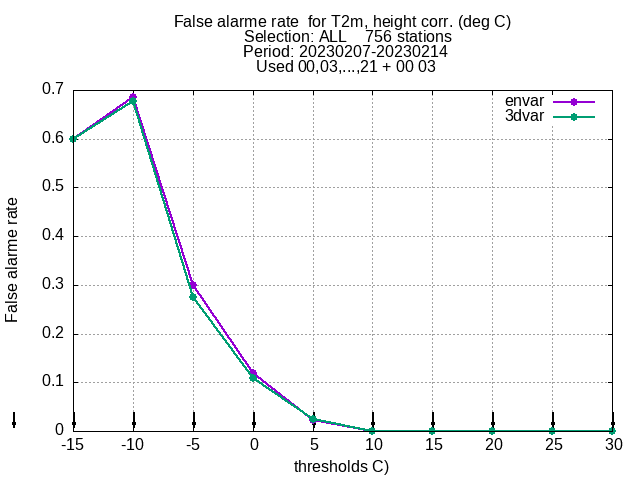 False alarme rate  for T2m, height corr. (deg C)
Selection: ALL    756 stations
Period: 20230207-20230214
Used 00,03,...,21 + 00 03
envar
3dvar
0.7
0.6
0.5
0.4
0.3
0.2
0.1
0
False alarme rate
-15 -10 -5 0 5 10 15 20 25 30
thresholds C)